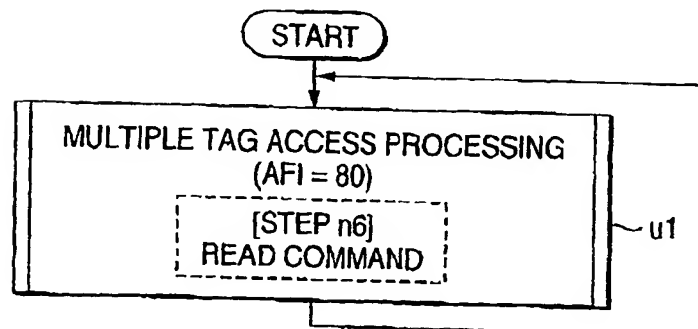 START
MULTIPLE TAG ACCESS PROCESSING
(AFI = 80)
[STEP n6]
READ COMMAND
u1